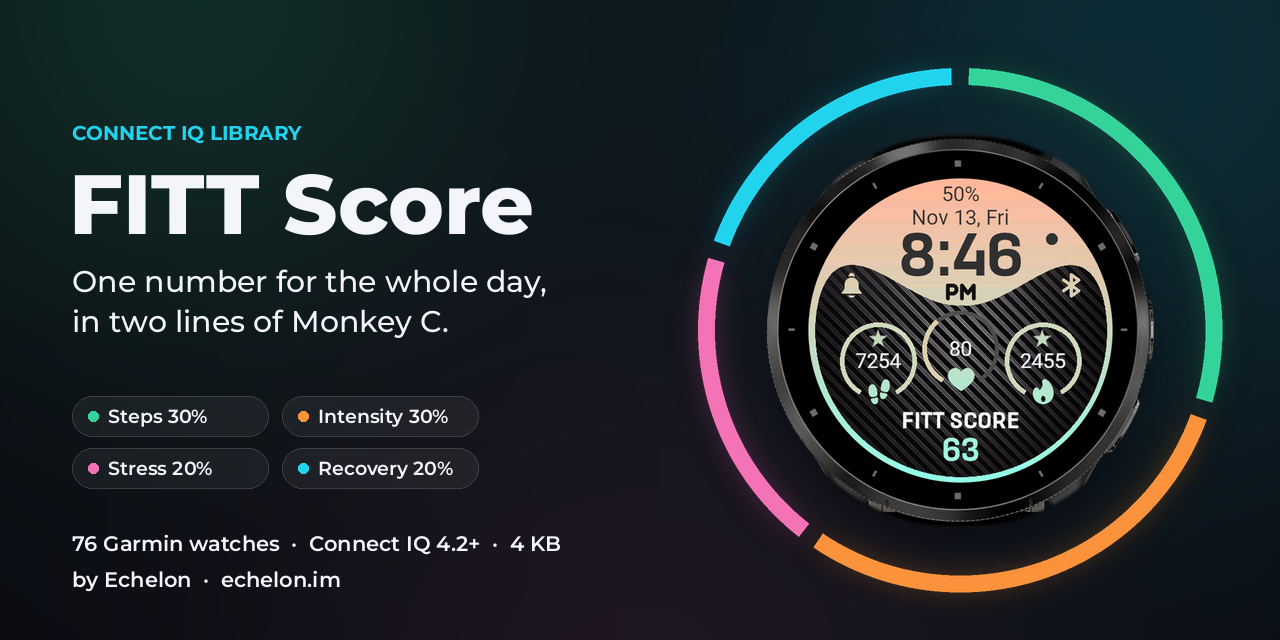 CONNECT IQ LIBRARY
FITT Score
One number for the whole day,
in two lines of Monkey C.
Steps 30%
Intensity 30%
Stress 20%
Recovery 20%
76 Garmin watches · Connect IQ 4.2+ · 4 KB
by Echelon · echelon.im
50%
Nov 13, Fri
8:46
PM
7254
80
2455
FITT SCORE
63